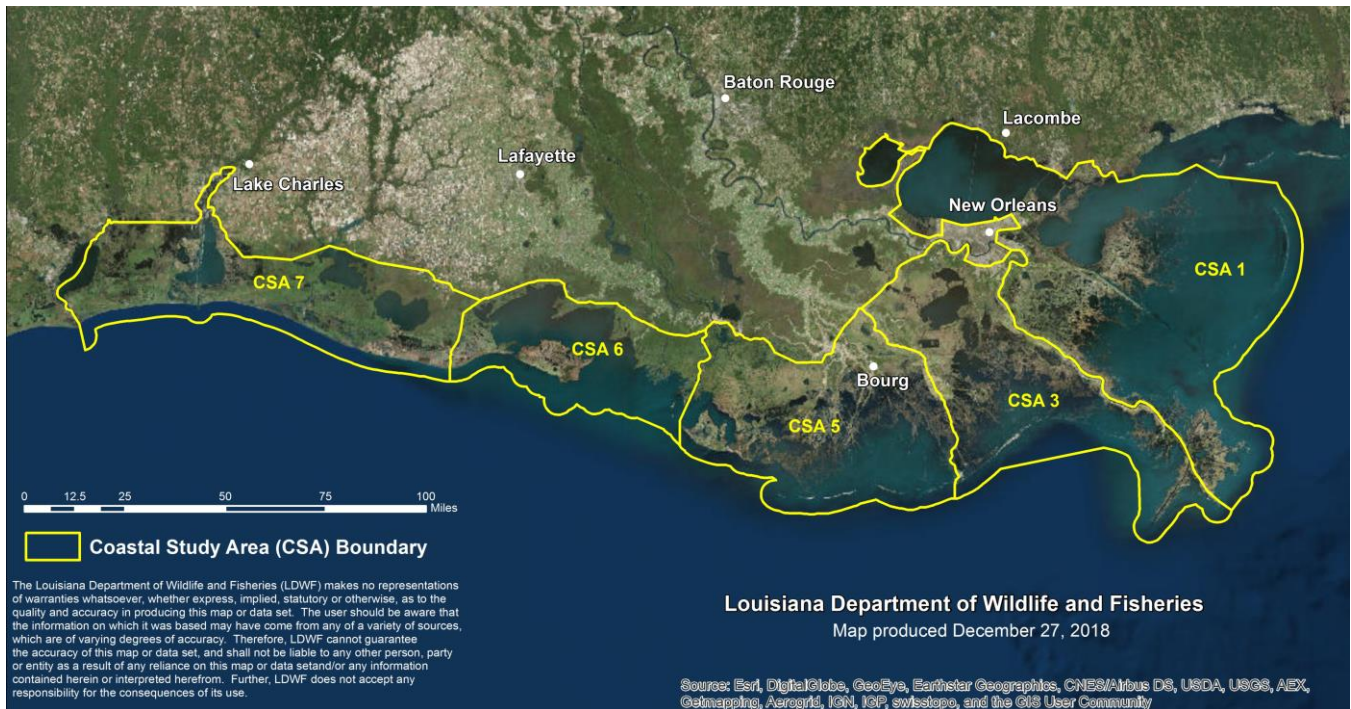 Baton Rouge
Lacombe
Lafayette
Lake Charles
New Orleans
CSA 1
CSA 7
CSA 6
Bourg
CSA 3
CSA 5
0 12.5 25 50 75 100
Miles
Coastal Study Area (CSA) Boundary
The Louisiana Department of Wildlife and Fisheries (LDWF) makes no representations
of warranties whatsoever, whether express, implied, statutory or otherwise, as to the
quality and accuracy in producing this map or data set. The user should be aware that
the information on which it was based may have come from any of a variety of sources,
which are of varying degrees of accuracy. Therefore, LDWF cannot guarantee
the accuracy of this map or data set, and shall not be liable to any other person, party
or entity as a result of any reliance on this map or data setand/or any information
contained herein or interpreted herefrom. Further, LDWF does not accept any
responsibility for the consequences of its use.
Louisiana Department of Wildlife and Fisheries
Map produced December 27, 2018
Source: Esri, DigitalGlobe, GeoEye, Earthstar Geographics, CNES/Airbus DS, USDA, USGS, AEX,
Getmapping, Aerogrid, IGN, IGP, swisstopo, and the GIS User Community